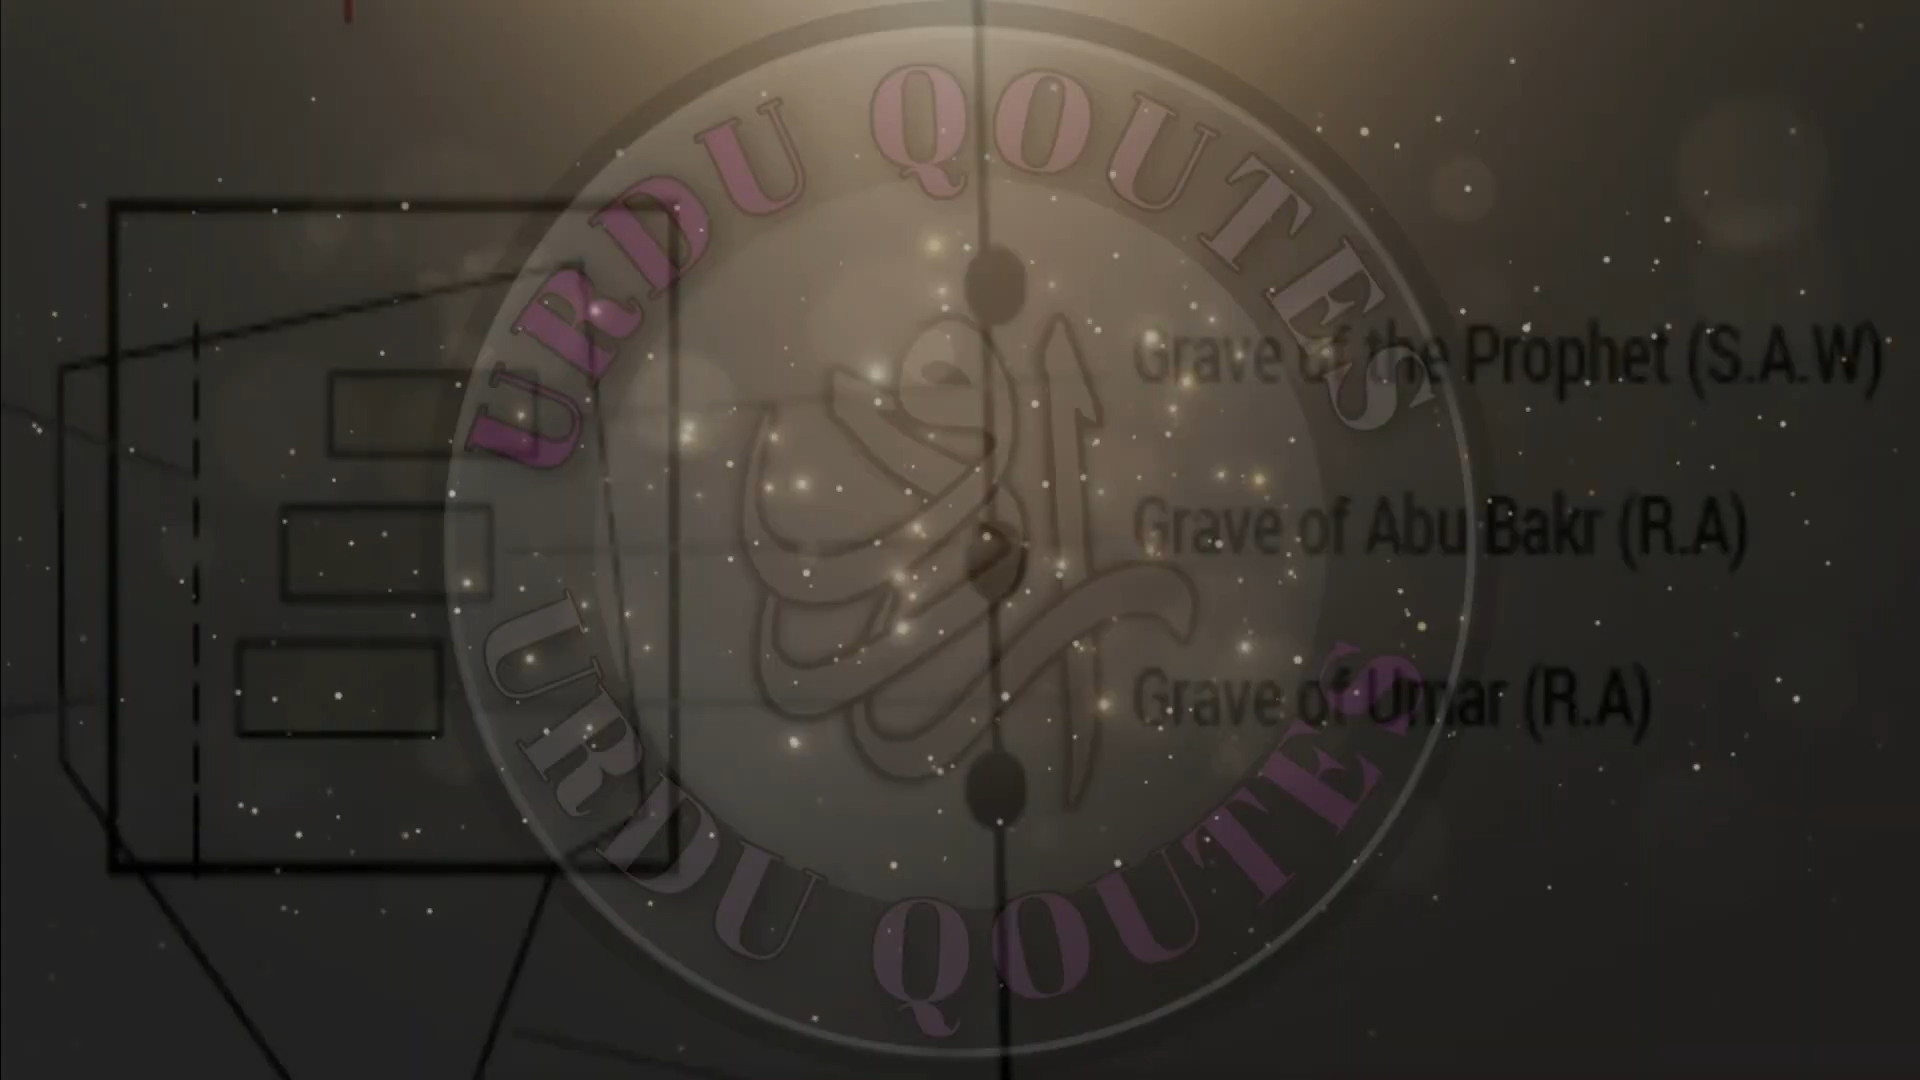 URDU QOUTES
Grave of the Prophet (S.A.W)
Grave of Abu Bakr (R.A)
Grave of Umar (R.A)
URDU QOUTES